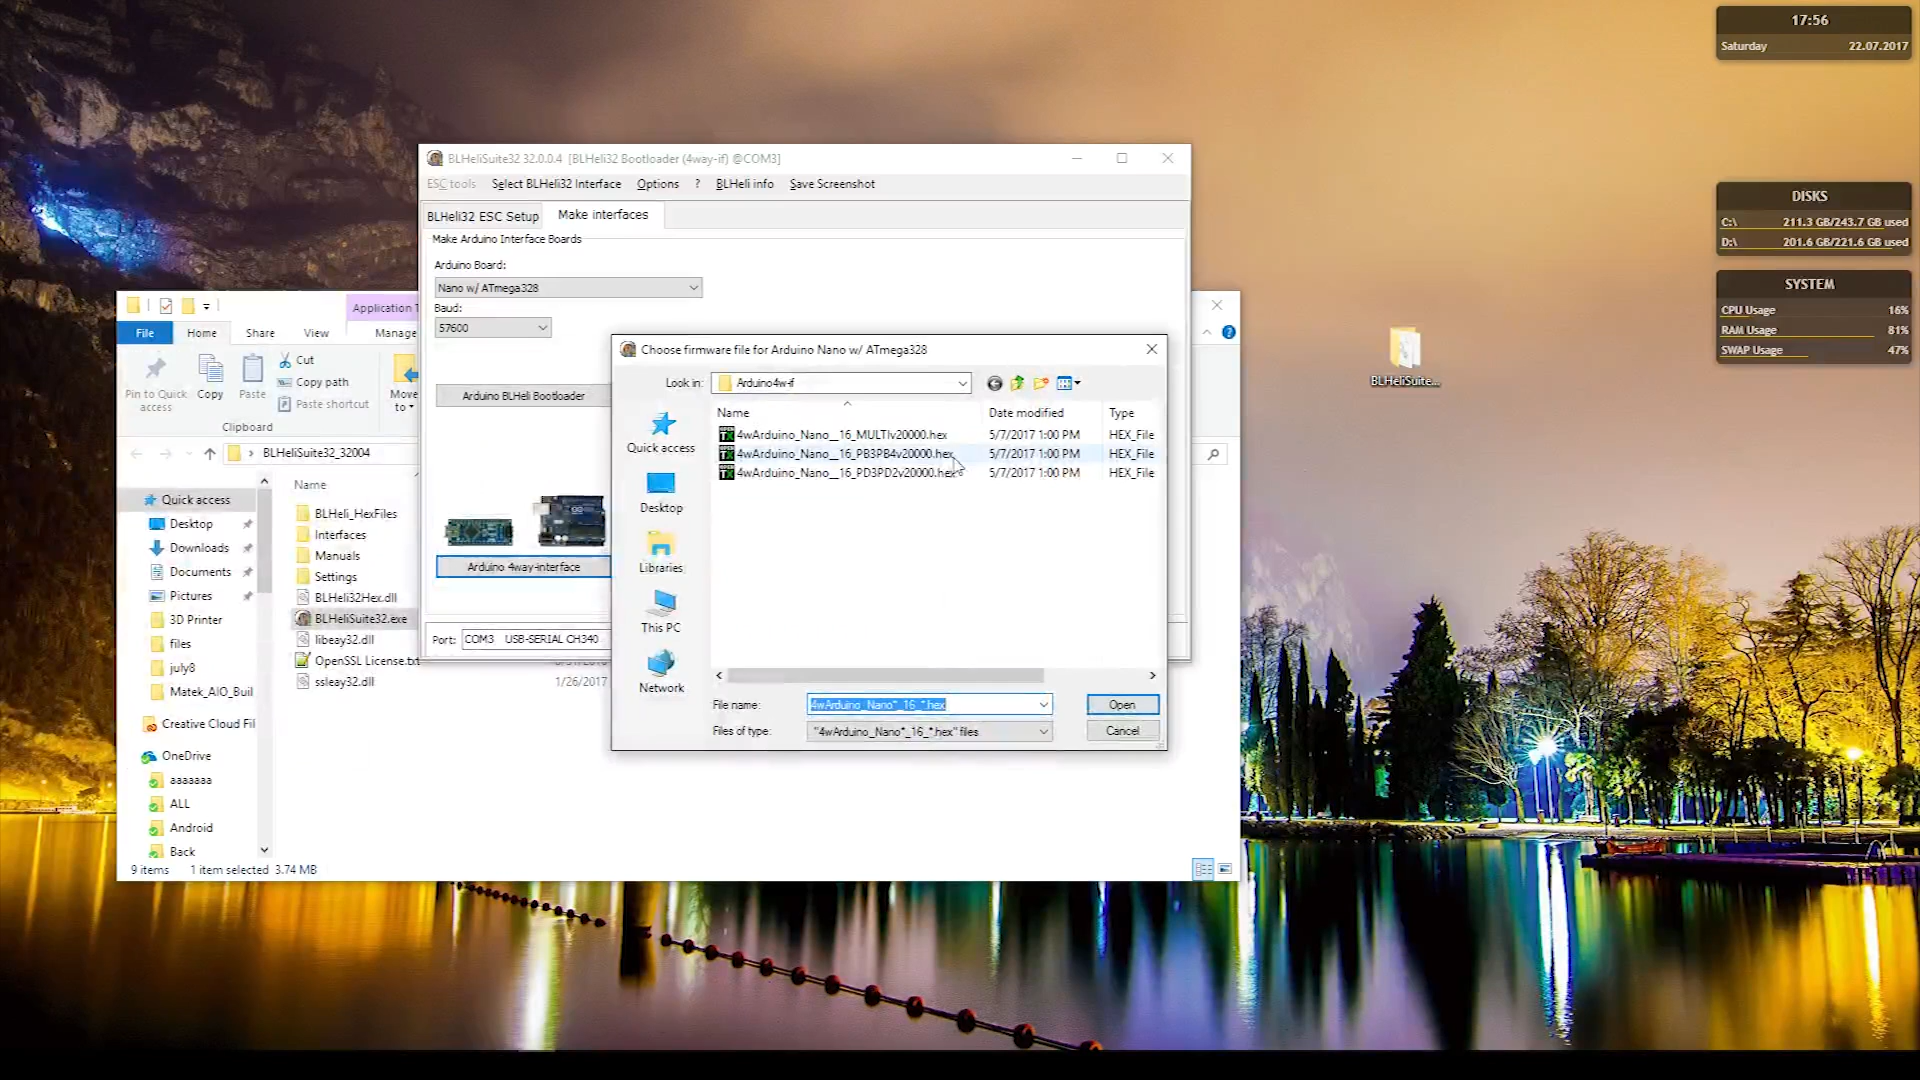 17:56
Saturday 22.07.2017
DISKS
C:\ 211.3 GB/243.7 GB used
D:\ 201.6 GB/221.6 GB used
SYSTEM
CPU Usage 16%
RAM Usage 81%
SWAP Usage 47%
BLHeliSuite...
BLHeliSuite32 32.0.0.4 [BLHeli32 Bootloader (4way-if) @COM3]
ESC tools Select BLHeli32 Interface Options ? BLHeli info Save Screenshot
BLHeli32 ESC Setup Make interfaces
Make Arduino Interface Boards
Arduino Board:
Nano w/ ATmega328
Baud:
57600
Arduino BLHeli Bootloader
Arduino 4way-interface
Port: COM3 USB-SERIAL CH340
Choose firmware file for Arduino Nano w/ ATmega328
Look in: Arduino4w-if
Name Date modified Type
4wArduino_Nano__16_MULTIv20000.hex 5/7/2017 1:00 PM HEX_File
4wArduino_Nano__16_PB3PB4v20000.hex 5/7/2017 1:00 PM HEX_File
4wArduino_Nano__16_PD3PD2v20000.hex 5/7/2017 1:00 PM HEX_File
Quick access
Desktop
Libraries
This PC
Network
File name: 4wArduino_Nano*_16_*.hex Open
Files of type: "4wArduino_Nano*_16_*.hex" files Cancel
Application
File Home Share View Manage
Pin to Quick access
Copy
Paste
Cut
Copy path
Paste shortcut
Move to
Clipboard
BLHeliSuite32_32004
Quick access
Desktop
Downloads
Documents
Pictures
3D Printer
files
july8
Matek_AIO_Buil
Creative Cloud Fil
OneDrive
aaaaaaa
ALL
Android
Back
Name
BLHeli_HexFiles
Interfaces
Manuals
Settings
BLHeli32Hex.dll
BLHeliSuite32.exe
libeay32.dll
OpenSSL License.txt
ssleay32.dll 1/26/2017
9 items 1 item selected 3.74 MB